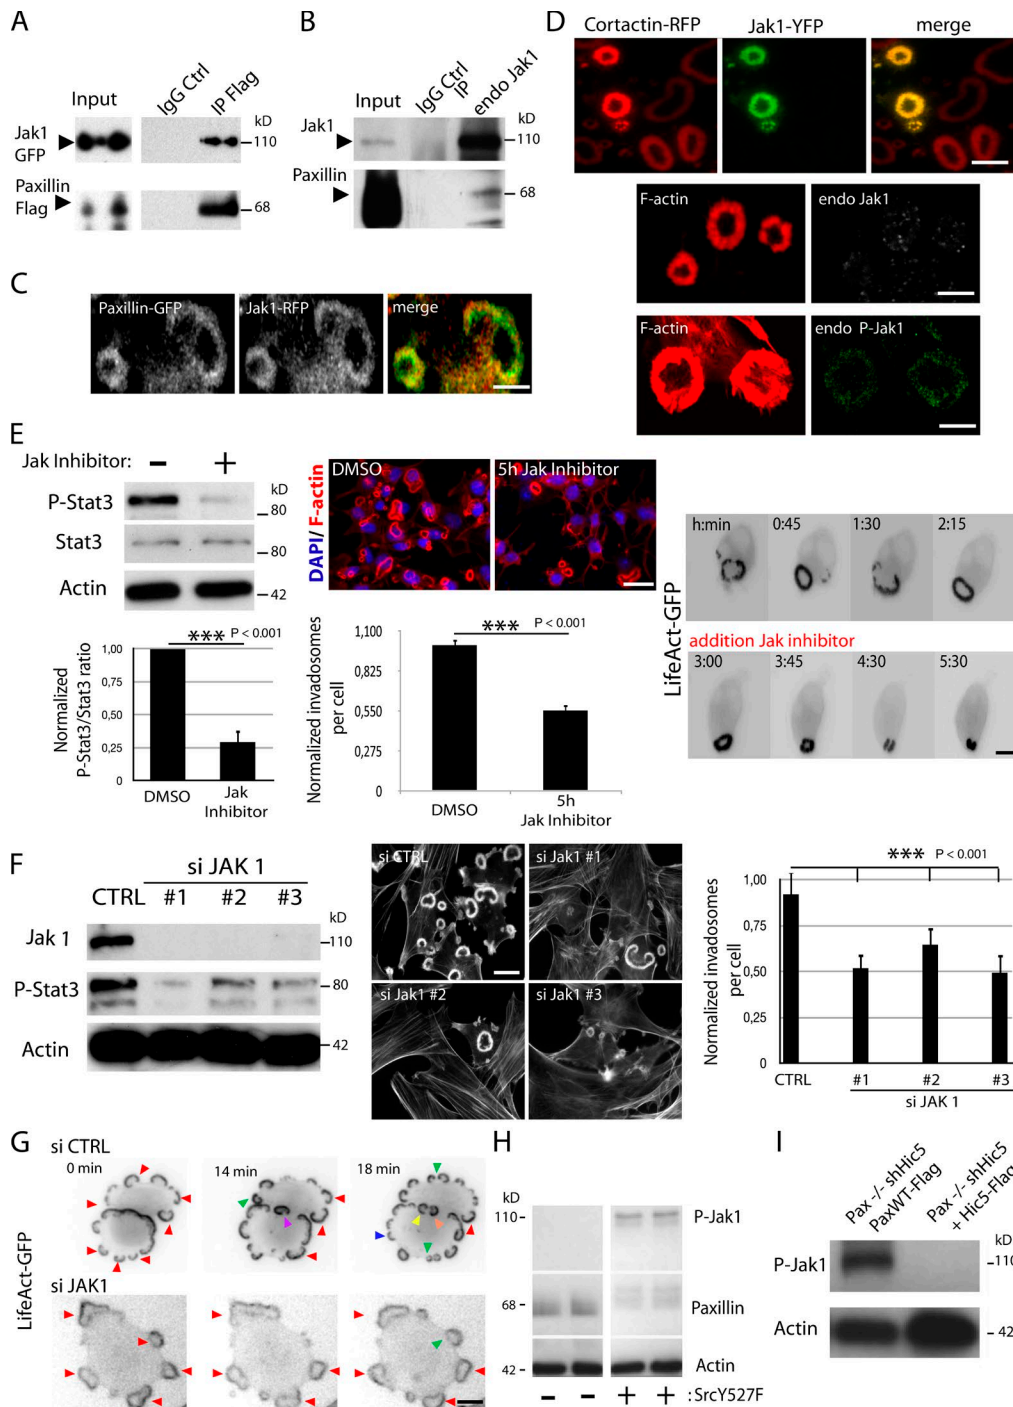 A
Input
IgG Ctrl
IP Flag
kD
Jak1
GFP
110
Paxillin
Flag
68
B
Input
IgG Ctrl
IP
endo Jak1
kD
Jak1
110
Paxillin
68
C
Paxillin-GFP
Jak1-RFP
merge
D
Cortactin-RFP
Jak1-YFP
merge
F-actin
endo Jak1
F-actin
endo P-Jak1
E
Jak Inhibitor: − +
P-Stat3
kD
80
Stat3
80
Actin
42
*** P < 0.001
Normalized
P-Stat3/Stat3 ratio
1,00
0,75
0,50
0,25
0
DMSO
Jak
Inhibitor
DAPI/ F-actin
DMSO
5h Jak Inhibitor
*** P < 0.001
Normalized invadosomes
per cell
1,100
0,825
0,550
0,275
0
DMSO
5h
Jak Inhibitor
LifeAct-GFP
h:min
0:45
1:30
2:15
addition Jak inhibitor
3:00
3:45
4:30
5:30
F
si JAK 1
CTRL #1 #2 #3
kD
Jak 1
110
P-Stat3
80
Actin
42
si CTRL
si Jak1 #1
si Jak1 #2
si Jak1 #3
*** P < 0.001
Normalized invadosomes
per cell
1,00
0,75
0,50
0,25
0
CTRL
#1
#2
#3
si JAK 1
G
si CTRL
0 min
14 min
18 min
LifeAct-GFP
si JAK1
H
kD
110
P-Jak1
68
Paxillin
42
Actin
− − + + :SrcY527F
I
Pax -/- shHic5
PaxWT-Flag
Pax -/- shHic5
+ Hic5-Flag
kD
P-Jak1
110
Actin
42